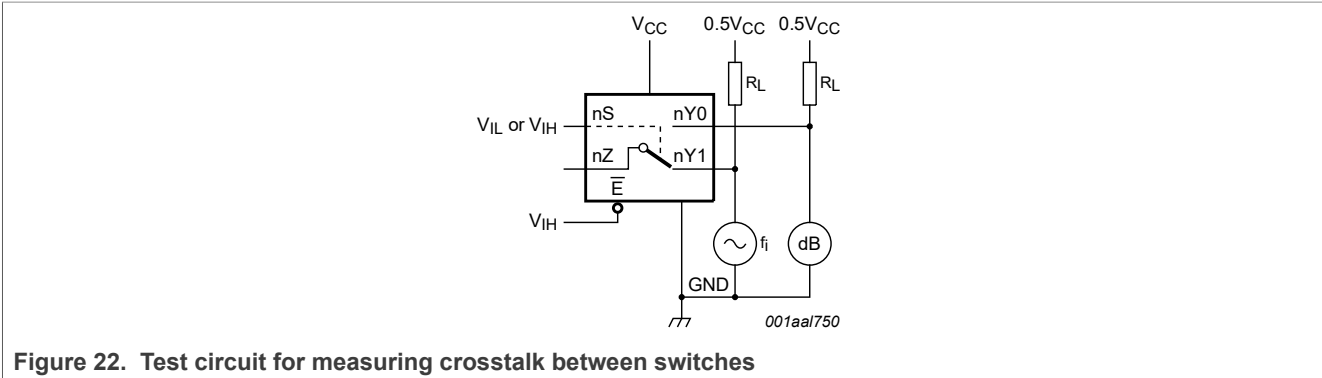 VCC 0.5VCC 0.5VCC
RL RL
nS nY0
VIL or VIH
nZ nY1
E
VIH
fi dB
GND
001aal750
Figure 22. Test circuit for measuring crosstalk between switches